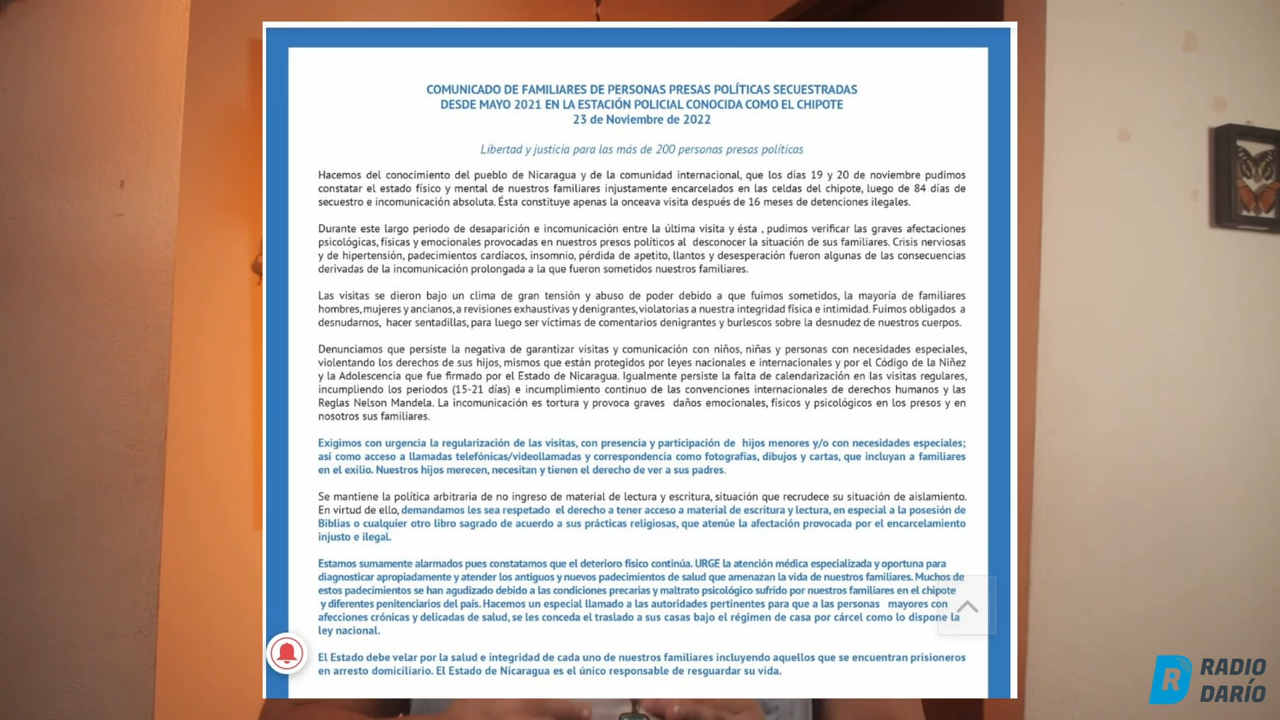 COMUNICADO DE FAMILIARES DE PERSONAS PRESAS POLÍTICAS SECUESTRADAS
DESDE MAYO 2021 EN LA ESTACIÓN POLICIAL CONOCIDA COMO EL CHIPOTE
23 de Noviembre de 2022
Libertad y justicia para las más de 200 personas presas políticas
Hacemos del conocimiento del pueblo de Nicaragua y de la comunidad internacional, que los días 19 y 20 de noviembre pudimos
constatar el estado físico y mental de nuestros familiares injustamente encarcelados en las celdas del chipote, luego de 84 días de
secuestro e incomunicación absoluta. Ésta constituye apenas la onceava visita después de 16 meses de detenciones ilegales.
Durante este largo periodo de desaparición e incomunicación entre la última visita y ésta , pudimos verificar las graves afectaciones
psicológicas, físicas y emocionales provocadas en nuestros presos políticos al desconocer la situación de sus familiares. Crisis nerviosas
y de hipertensión, padecimientos cardíacos, insomnio, pérdida de apetito, llantos y desesperación fueron algunas de las consecuencias
derivadas de la incomunicación prolongada a la que fueron sometidos nuestros familiares.
Las visitas se dieron bajo un clima de gran tensión y abuso de poder debido a que fuimos sometidos, la mayoría de familiares
hombres, mujeres y ancianos, a revisiones exhaustivas y denigrantes, violatorias a nuestra integridad física e intimidad. Fuimos obligados a
desnudarnos, hacer sentadillas, para luego ser víctimas de comentarios denigrantes y burlescos sobre la desnudez de nuestros cuerpos.
Denunciamos que persiste la negativa de garantizar visitas y comunicación con niños, niñas y personas con necesidades especiales,
violentando los derechos de sus hijos, mismos que están protegidos por leyes nacionales e internacionales y por el Código de la Niñez
y la Adolescencia que fue firmado por el Estado de Nicaragua. Igualmente persiste la falta de calendarización en las visitas regulares,
incumpliendo los periodos (15-21 días) e incumplimiento continuo de las convenciones internacionales de derechos humanos y las
Reglas Nelson Mandela. La incomunicación es tortura y provoca graves daños emocionales, físicos y psicológicos en los presos y en
nosotros sus familiares.
Exigimos con urgencia la regularización de las visitas, con presencia y participación de hijos menores y/o con necesidades especiales;
así como acceso a llamadas telefónicas/videollamadas y correspondencia como fotografías, dibujos y cartas, que incluyan a familiares
en el exilio. Nuestros hijos merecen, necesitan y tienen el derecho de ver a sus padres.
Se mantiene la política arbitraria de no ingreso de material de lectura y escritura, situación que recrudece su situación de aislamiento.
En virtud de ello, demandamos les sea respetado el derecho a tener acceso a material de escritura y lectura, en especial a la posesión de
Biblias o cualquier otro libro sagrado de acuerdo a sus prácticas religiosas, que atenúe la afectación provocada por el encarcelamiento
injusto e ilegal.
Estamos sumamente alarmados pues constatamos que el deterioro físico continúa. URGE la atención médica especializada y oportuna para
diagnosticar apropiadamente y atender los antiguos y nuevos padecimientos de salud que amenazan la vida de nuestros familiares. Muchos de
estos padecimientos se han agudizado debido a las condiciones precarias y maltrato psicológico sufrido por nuestros familiares en el chipote
y diferentes penitenciarios del país. Hacemos un especial llamado a las autoridades pertinentes para que a las personas mayores con
afecciones crónicas y delicadas de salud, se les conceda el traslado a sus casas bajo el régimen de casa por cárcel como lo dispone la
ley nacional.
El Estado debe velar por la salud e integridad de cada uno de nuestros familiares incluyendo aquellos que se encuentran prisioneros
en arresto domiciliario. El Estado de Nicaragua es el único responsable de resguardar su vida.
RADIO
DARÍO